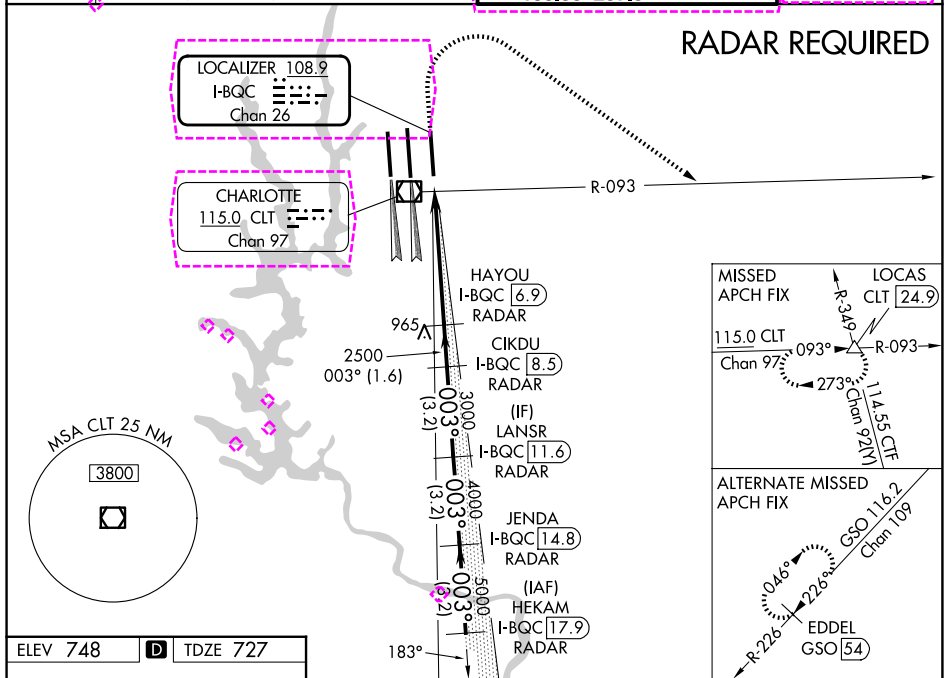 RADAR REQUIRED
LOCALIZER 108.9
I-BQC
Chan 26
CHARLOTTE
115.0 CLT
Chan 97
R-093
HAYOU
I-BQC 6.9
RADAR
965
CIKDU
I-BQC 8.5
RADAR
2500
003° (1.6)
003°
3000
(3.2)
(IF)
LANSR
I-BQC 11.6
RADAR
003°
4000
(3.2)
JENDA
I-BQC 14.8
RADAR
003°
5000
(3.2)
(IAF)
HEKAM
I-BQC 17.9
RADAR
183°
MSA CLT 25 NM
3800
MISSED
APCH FIX
LOCAS
CLT 24.9
R-349
115.0 CLT
Chan 97
093°
R-093
273°
114.55 CTF
Chan 92(Y)
ALTERNATE MISSED
APCH FIX
GSO 116.2
Chan 109
046°
226°
R-226
EDDEL
GSO 54
ELEV 748
D
TDZE 727